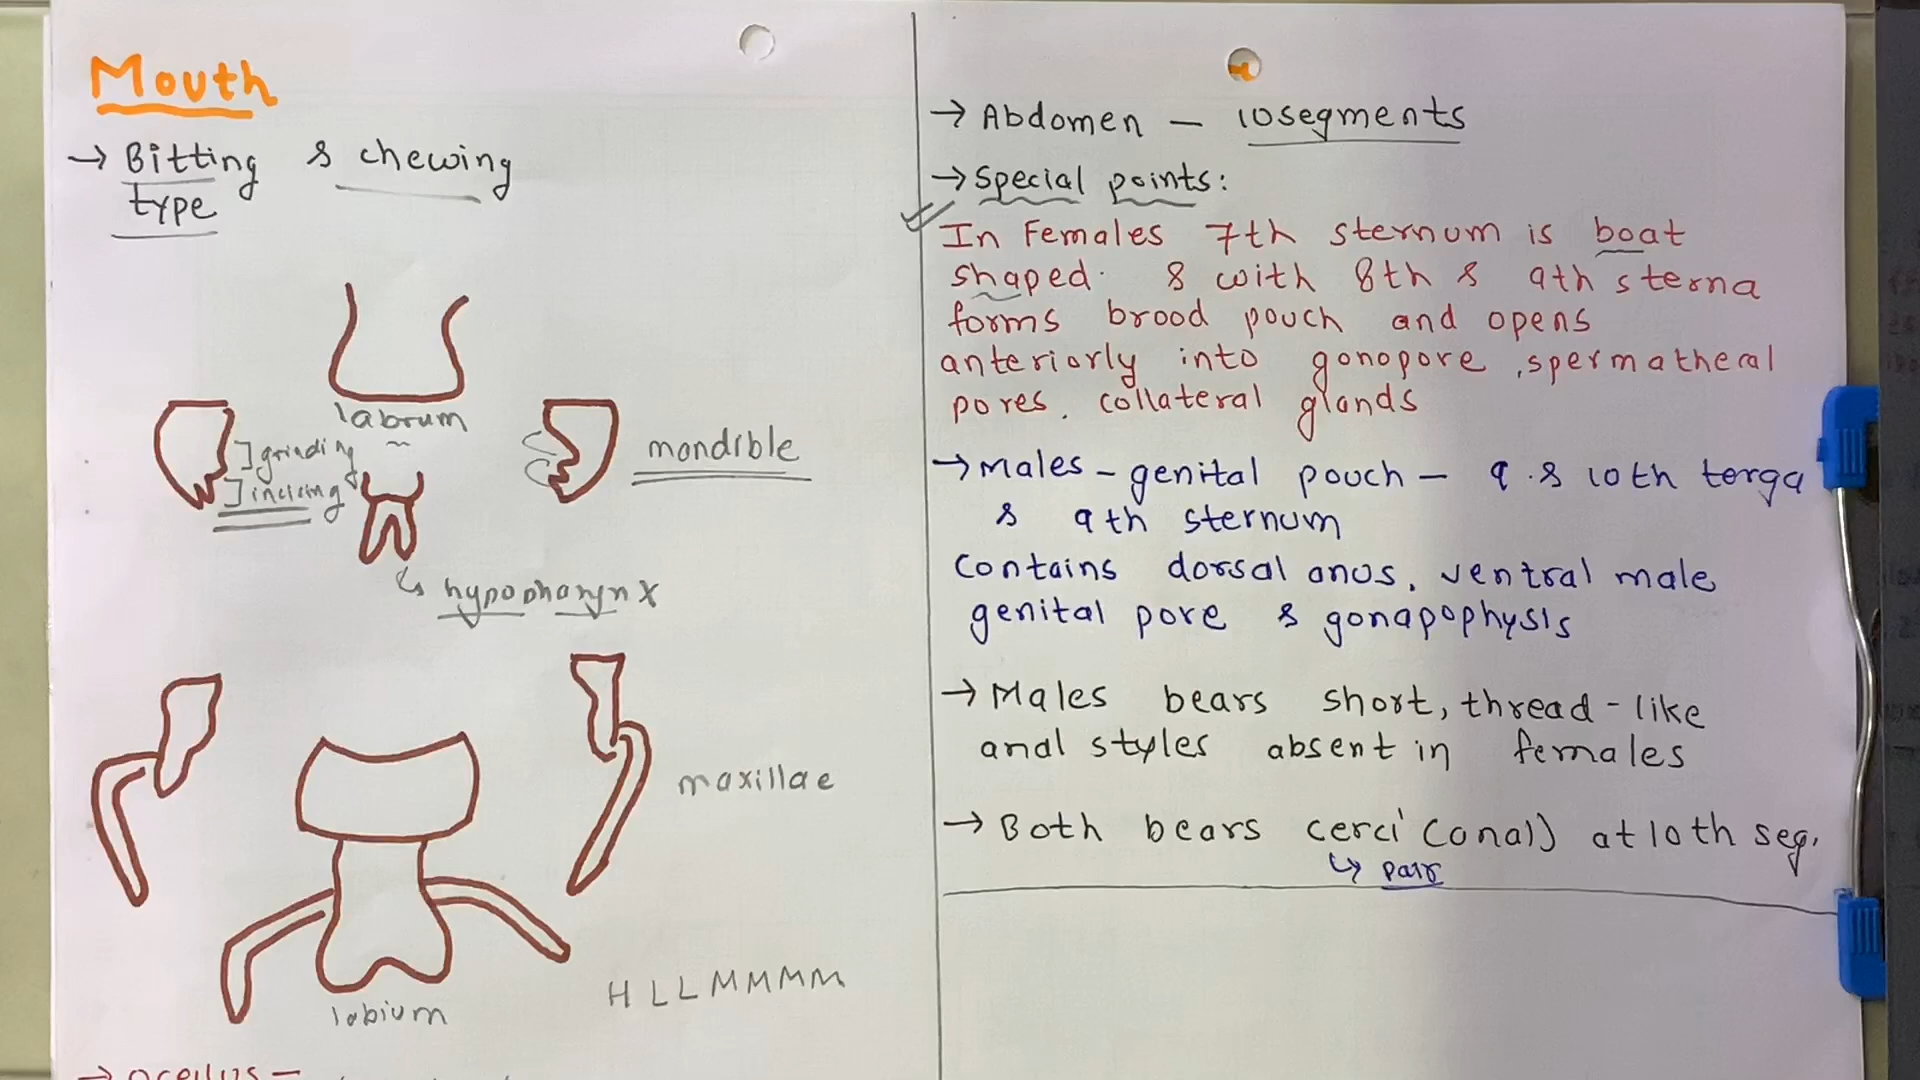 Mouth
→ Bitting & chewing
type
labrum
] grinding
] incising
mandible
↳ hypopharynx
maxillae
labium
H L L M M M M
→ ocellus —
→ Abdomen — 10segments
→ Special points:
In Females 7th sternum is boat
shaped. & with 8th & 9th sterna
forms brood pouch and opens
anteriorly into gonopore, spermathecal
pores, collateral glands
→ Males - genital pouch - 9 & 10th terga
& 9th sternum
Contains dorsal anus, ventral male
genital pore & gonapophysis
→ Males bears short, thread-like
anal styles absent in females
→ Both bears cerci (anal) at 10th seg.
↳ pair